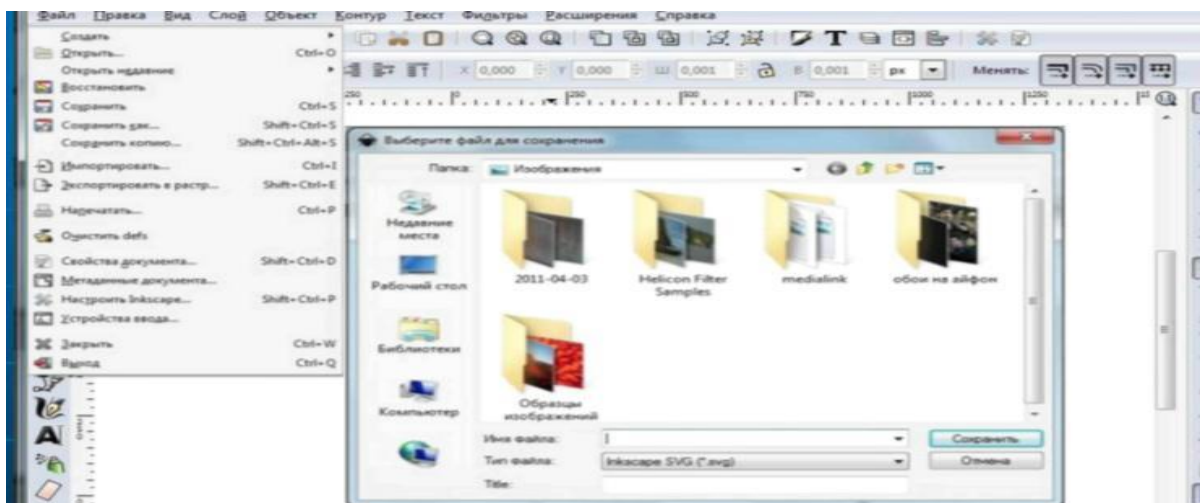 Файл Правка Вид Слой Объект Контур Текст Фильтры Расширения Справка
Создать
Открыть... Ctrl+O
Открыть недавние
Восстановить
Сохранить Ctrl+S
Сохранить как... Shift+Ctrl+S
Сохранить копию... Shift+Ctrl+Alt+S
Импортировать... Ctrl+I
Экспортировать в растр... Shift+Ctrl+E
Напечатать... Ctrl+P
Очистить defs
Свойства документа... Shift+Ctrl+D
Метаданные документа...
Настроить Inkscape... Shift+Ctrl+P
Устройства ввода...
Закрыть Ctrl+W
Выход Ctrl+Q
X 0,000 Y 0,000 Ш 0,001 В 0,001 px Менять:
250 0 250 500 750 1000 1250
Выберите файл для сохранения
Папка: Изображения
Недавние места
Рабочий стол
Библиотеки
Компьютер
2011-04-03
Helicon Filter Samples
medialink
обои на айфон
Образцы изображений
Имя файла: Сохранить
Тип файла: Inkscape SVG (*.svg) Отмена
Title: